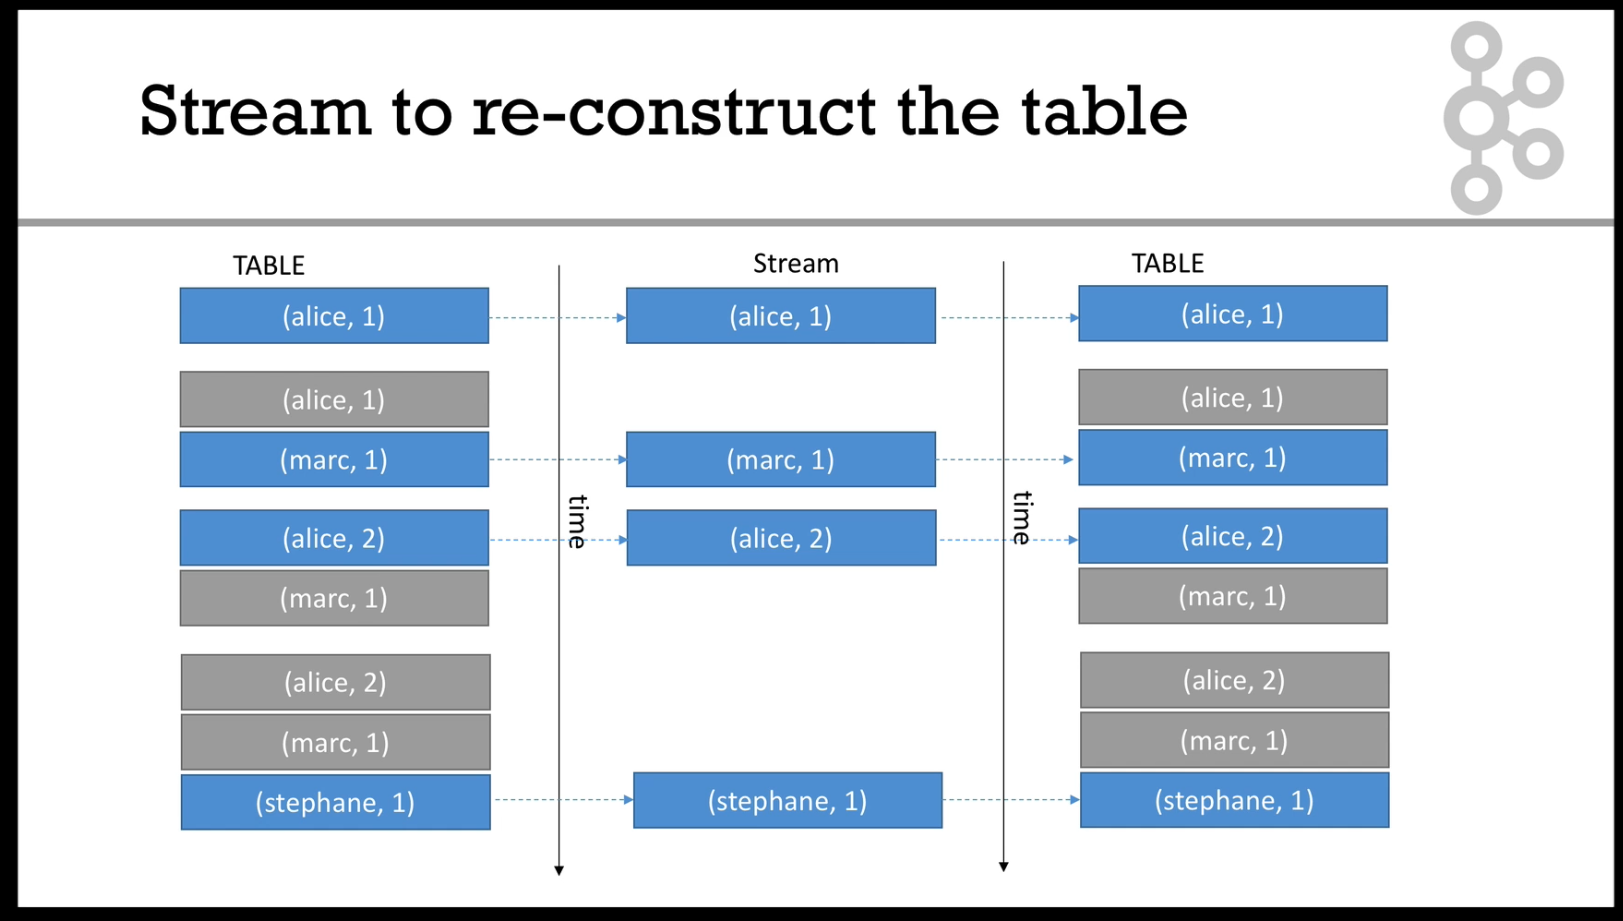 Stream to re-construct the table
TABLE
Stream
TABLE
(alice, 1)
(alice, 1)
(alice, 1)
(alice, 1)
(alice, 1)
(marc, 1)
(marc, 1)
(marc, 1)
time
time
(alice, 2)
(alice, 2)
(alice, 2)
(marc, 1)
(marc, 1)
(alice, 2)
(alice, 2)
(marc, 1)
(marc, 1)
(stephane, 1)
(stephane, 1)
(stephane, 1)